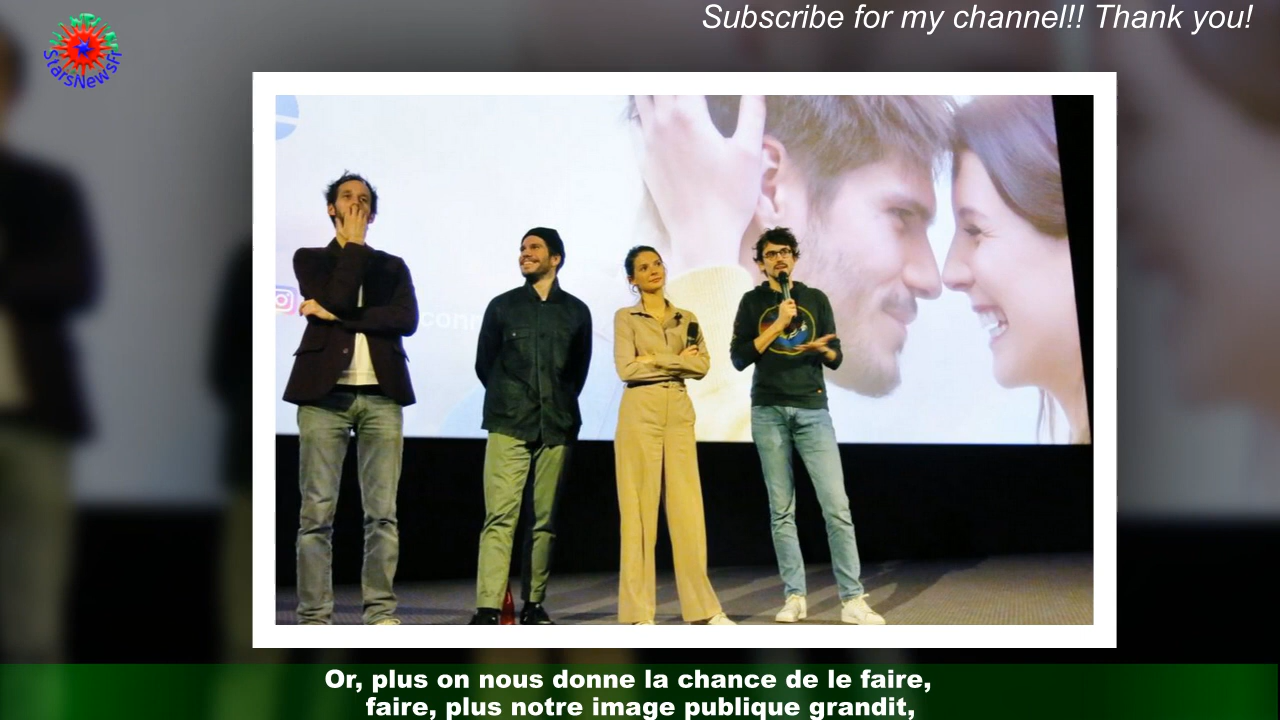 Subscribe for my channel!! Thank you!
StarsNewsFr
conn
Or, plus on nous donne la chance de le faire,
faire, plus notre image publique grandit,